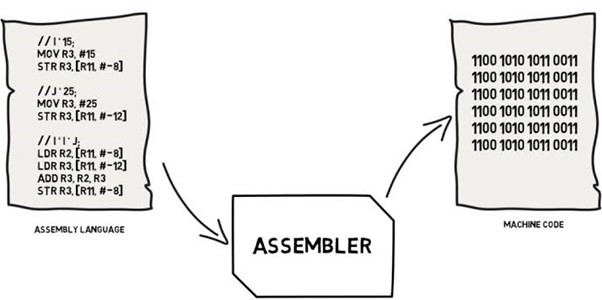 //I'15;
MOV R3, #15
STR R3, [R11, #-8]
//J'25;
MOV R3, #25
STR R3, [R11, #-12]
//I'I'J;
LDR R2, [R11, #-8]
LDR R3, [R11, #-12]
ADD R3, R2, R3
STR R3, [R11, #-8]
ASSEMBLY LANGUAGE
ASSEMBLER
1100 1010 1011 0011
1100 1010 1011 0011
1100 1010 1011 0011
1100 1010 1011 0011
1100 1010 1011 0011
1100 1010 1011 0011
MACHINE CODE